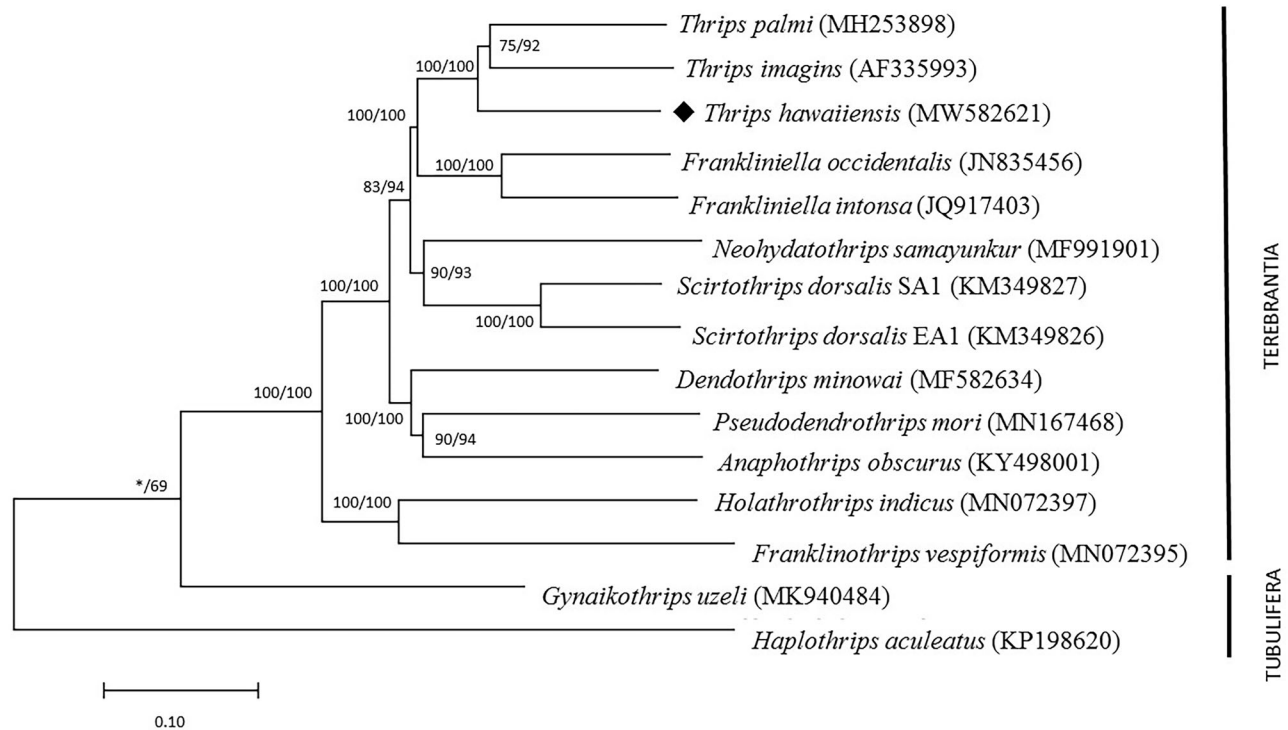 Thrips palmi (MH253898)
75/92
Thrips imagins (AF335993)
100/100
Thrips hawaiiensis (MW582621)
100/100
Frankliniella occidentalis (JN835456)
100/100
83/94
Frankliniella intonsa (JQ917403)
Neohydatothrips samayunkur (MF991901)
90/93
Scirtothrips dorsalis SA1 (KM349827)
100/100
100/100
Scirtothrips dorsalis EA1 (KM349826)
Dendothrips minowai (MF582634)
100/100
100/100
Pseudodendrothrips mori (MN167468)
90/94
Anaphothrips obscurus (KY498001)
*/69
100/100
Holathrothrips indicus (MN072397)
Franklinothrips vespiformis (MN072395)
Gynaikothrips uzeli (MK940484)
Haplothrips aculeatus (KP198620)
TEREBRANTIA
TUBULIFERA
0.10